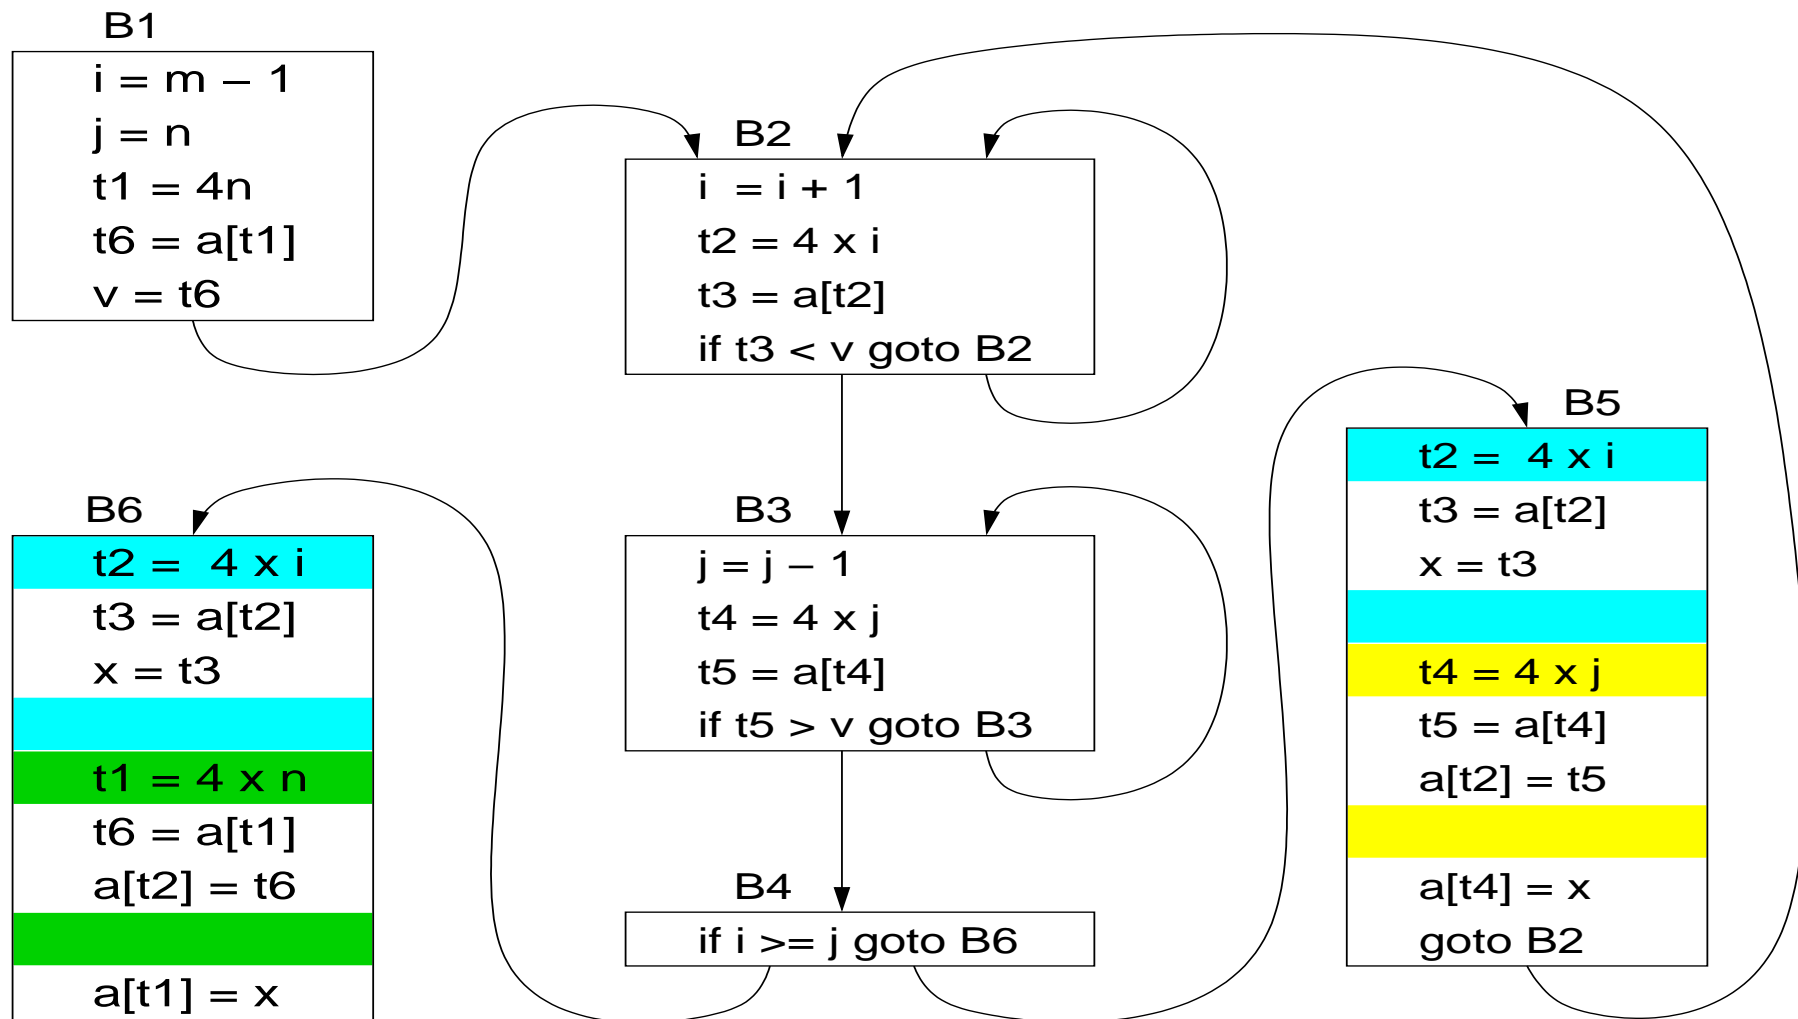 B1
i = m – 1
j = n
t1 = 4n
t6 = a[t1]
v = t6
B2
i = i + 1
t2 = 4 x i
t3 = a[t2]
if t3 < v goto B2
B3
j = j – 1
t4 = 4 x j
t5 = a[t4]
if t5 > v goto B3
B4
if i >= j goto B6
B5
t2 = 4 x i
t3 = a[t2]
x = t3
t4 = 4 x j
t5 = a[t4]
a[t2] = t5
a[t4] = x
goto B2
B6
t2 = 4 x i
t3 = a[t2]
x = t3
t1 = 4 x n
t6 = a[t1]
a[t2] = t6
a[t1] = x